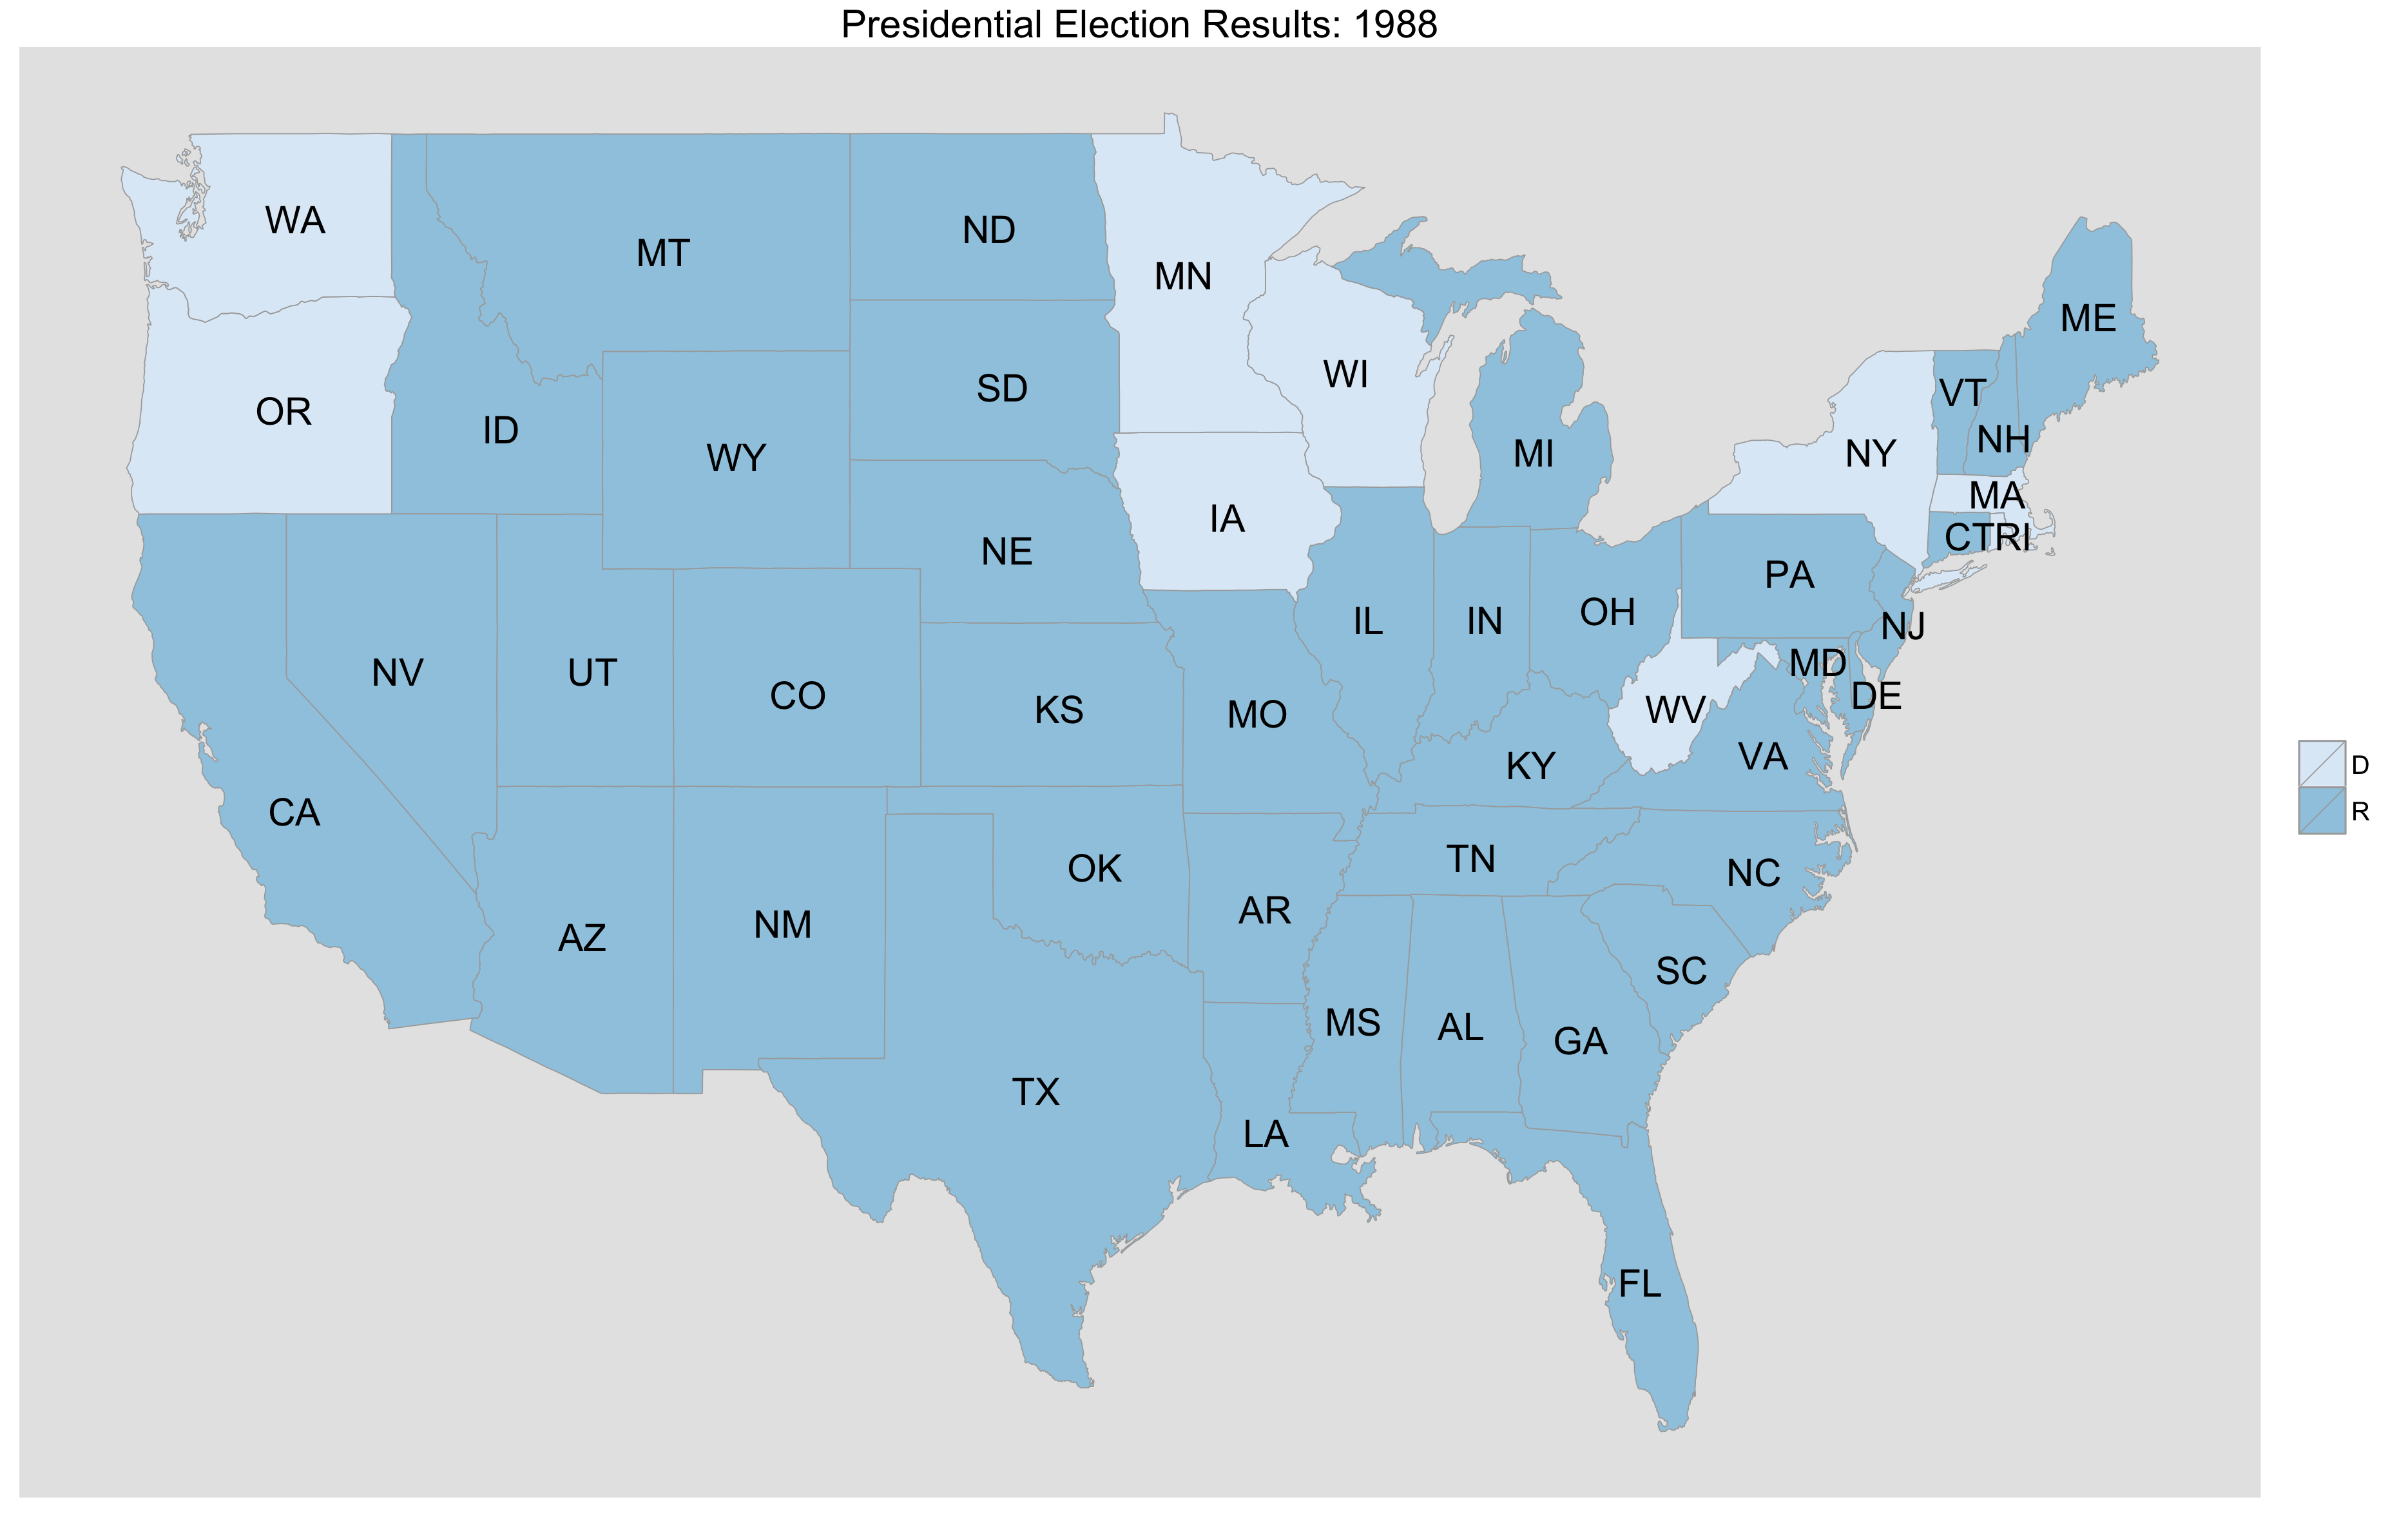 Presidential Election Results: 1988
WA
MT
ND
MN
ME
OR
ID
SD
WI
VT
NH
WY
MI
NY
MA
IA
NE
CT
RI
PA
NV
UT
CO
KS
MO
IL
IN
OH
NJ
MD
DE
WV
VA
KY
D
R
CA
OK
TN
NC
AR
AZ
NM
SC
MS
AL
GA
TX
LA
FL